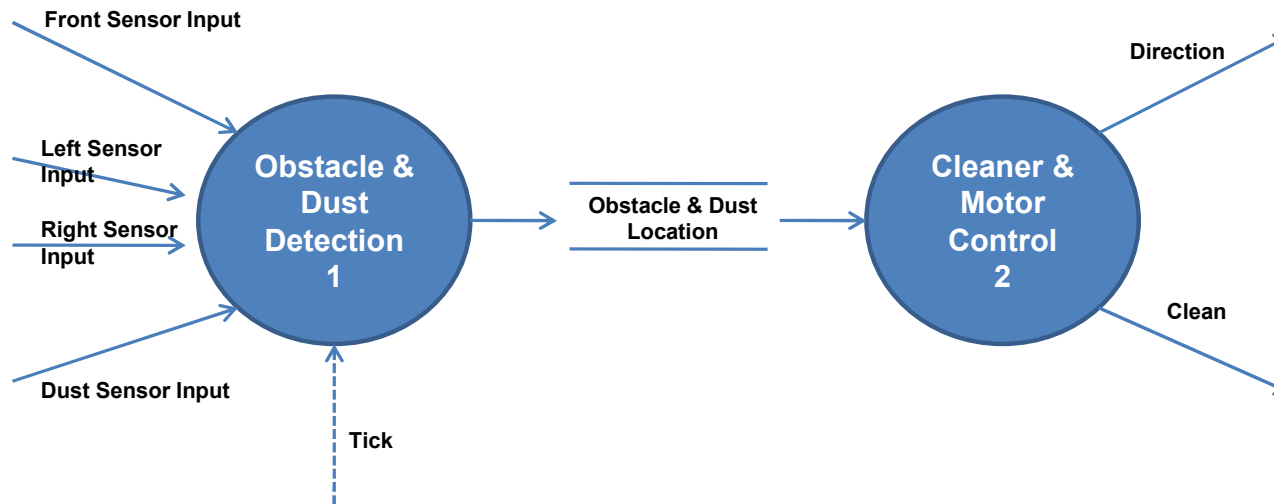 Front Sensor Input
Direction
Left Sensor
Input
Obstacle &
Dust
Detection
1
Cleaner &
Motor
Control
2
Obstacle & Dust
Location
Right Sensor
Input
Clean
Dust Sensor Input
Tick